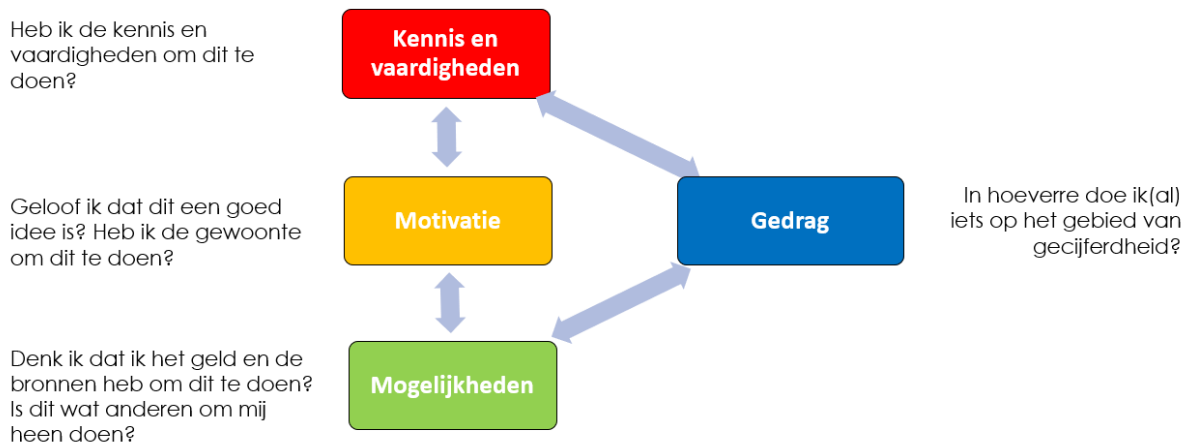 Heb ik de kennis en
vaardigheden om dit te
doen?
Kennis en
vaardigheden
Geloof ik dat dit een goed
idee is? Heb ik de gewoonte
om dit te doen?
Motivatie
Gedrag
In hoeverre doe ik(al)
iets op het gebied van
gecijferdheid?
Denk ik dat ik het geld en de
bronnen heb om dit te doen?
Is dit wat anderen om mij
heen doen?
Mogelijkheden